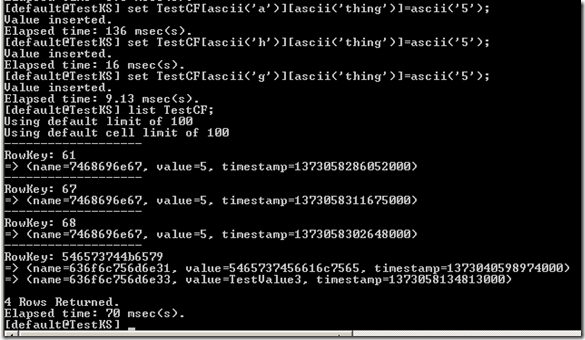 [default@TestKS] set TestCF[ascii('a')][ascii('thing')]=ascii('5');
Value inserted.
Elapsed time: 136 msec(s).
[default@TestKS] set TestCF[ascii('h')][ascii('thing')]=ascii('5');
Value inserted.
Elapsed time: 16 msec(s).
[default@TestKS] set TestCF[ascii('g')][ascii('thing')]=ascii('5');
Value inserted.
Elapsed time: 9.13 msec(s).
[default@TestKS] list TestCF;
Using default limit of 100
Using default cell limit of 100
-------------------
RowKey: 61
=> (name=7468696e67, value=5, timestamp=1373058286052000)
-------------------
RowKey: 67
=> (name=7468696e67, value=5, timestamp=1373058311675000)
-------------------
RowKey: 68
=> (name=7468696e67, value=5, timestamp=1373058302648000)
-------------------
RowKey: 546573744b6579
=> (name=636f6c756d6e31, value=5465737456616c7565, timestamp=1373040598974000)
=> (name=636f6c756d6e33, value=TestValue3, timestamp=1373058134813000)

4 Rows Returned.
Elapsed time: 70 msec(s).
[default@TestKS] _